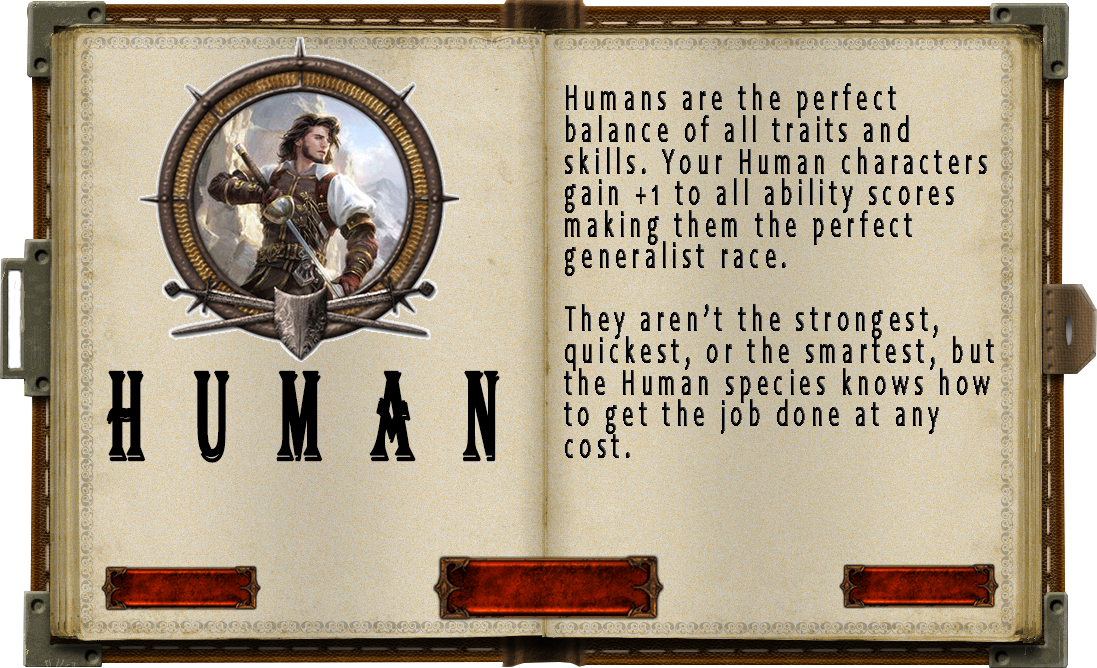 HUMAN
Humans are the perfect
balance of all traits and
skills. Your Human characters
gain +1 to all ability scores
making them the perfect
generalist race.
They aren't the strongest,
quickest, or the smartest, but
the Human species knows how
to get the job done at any
cost.